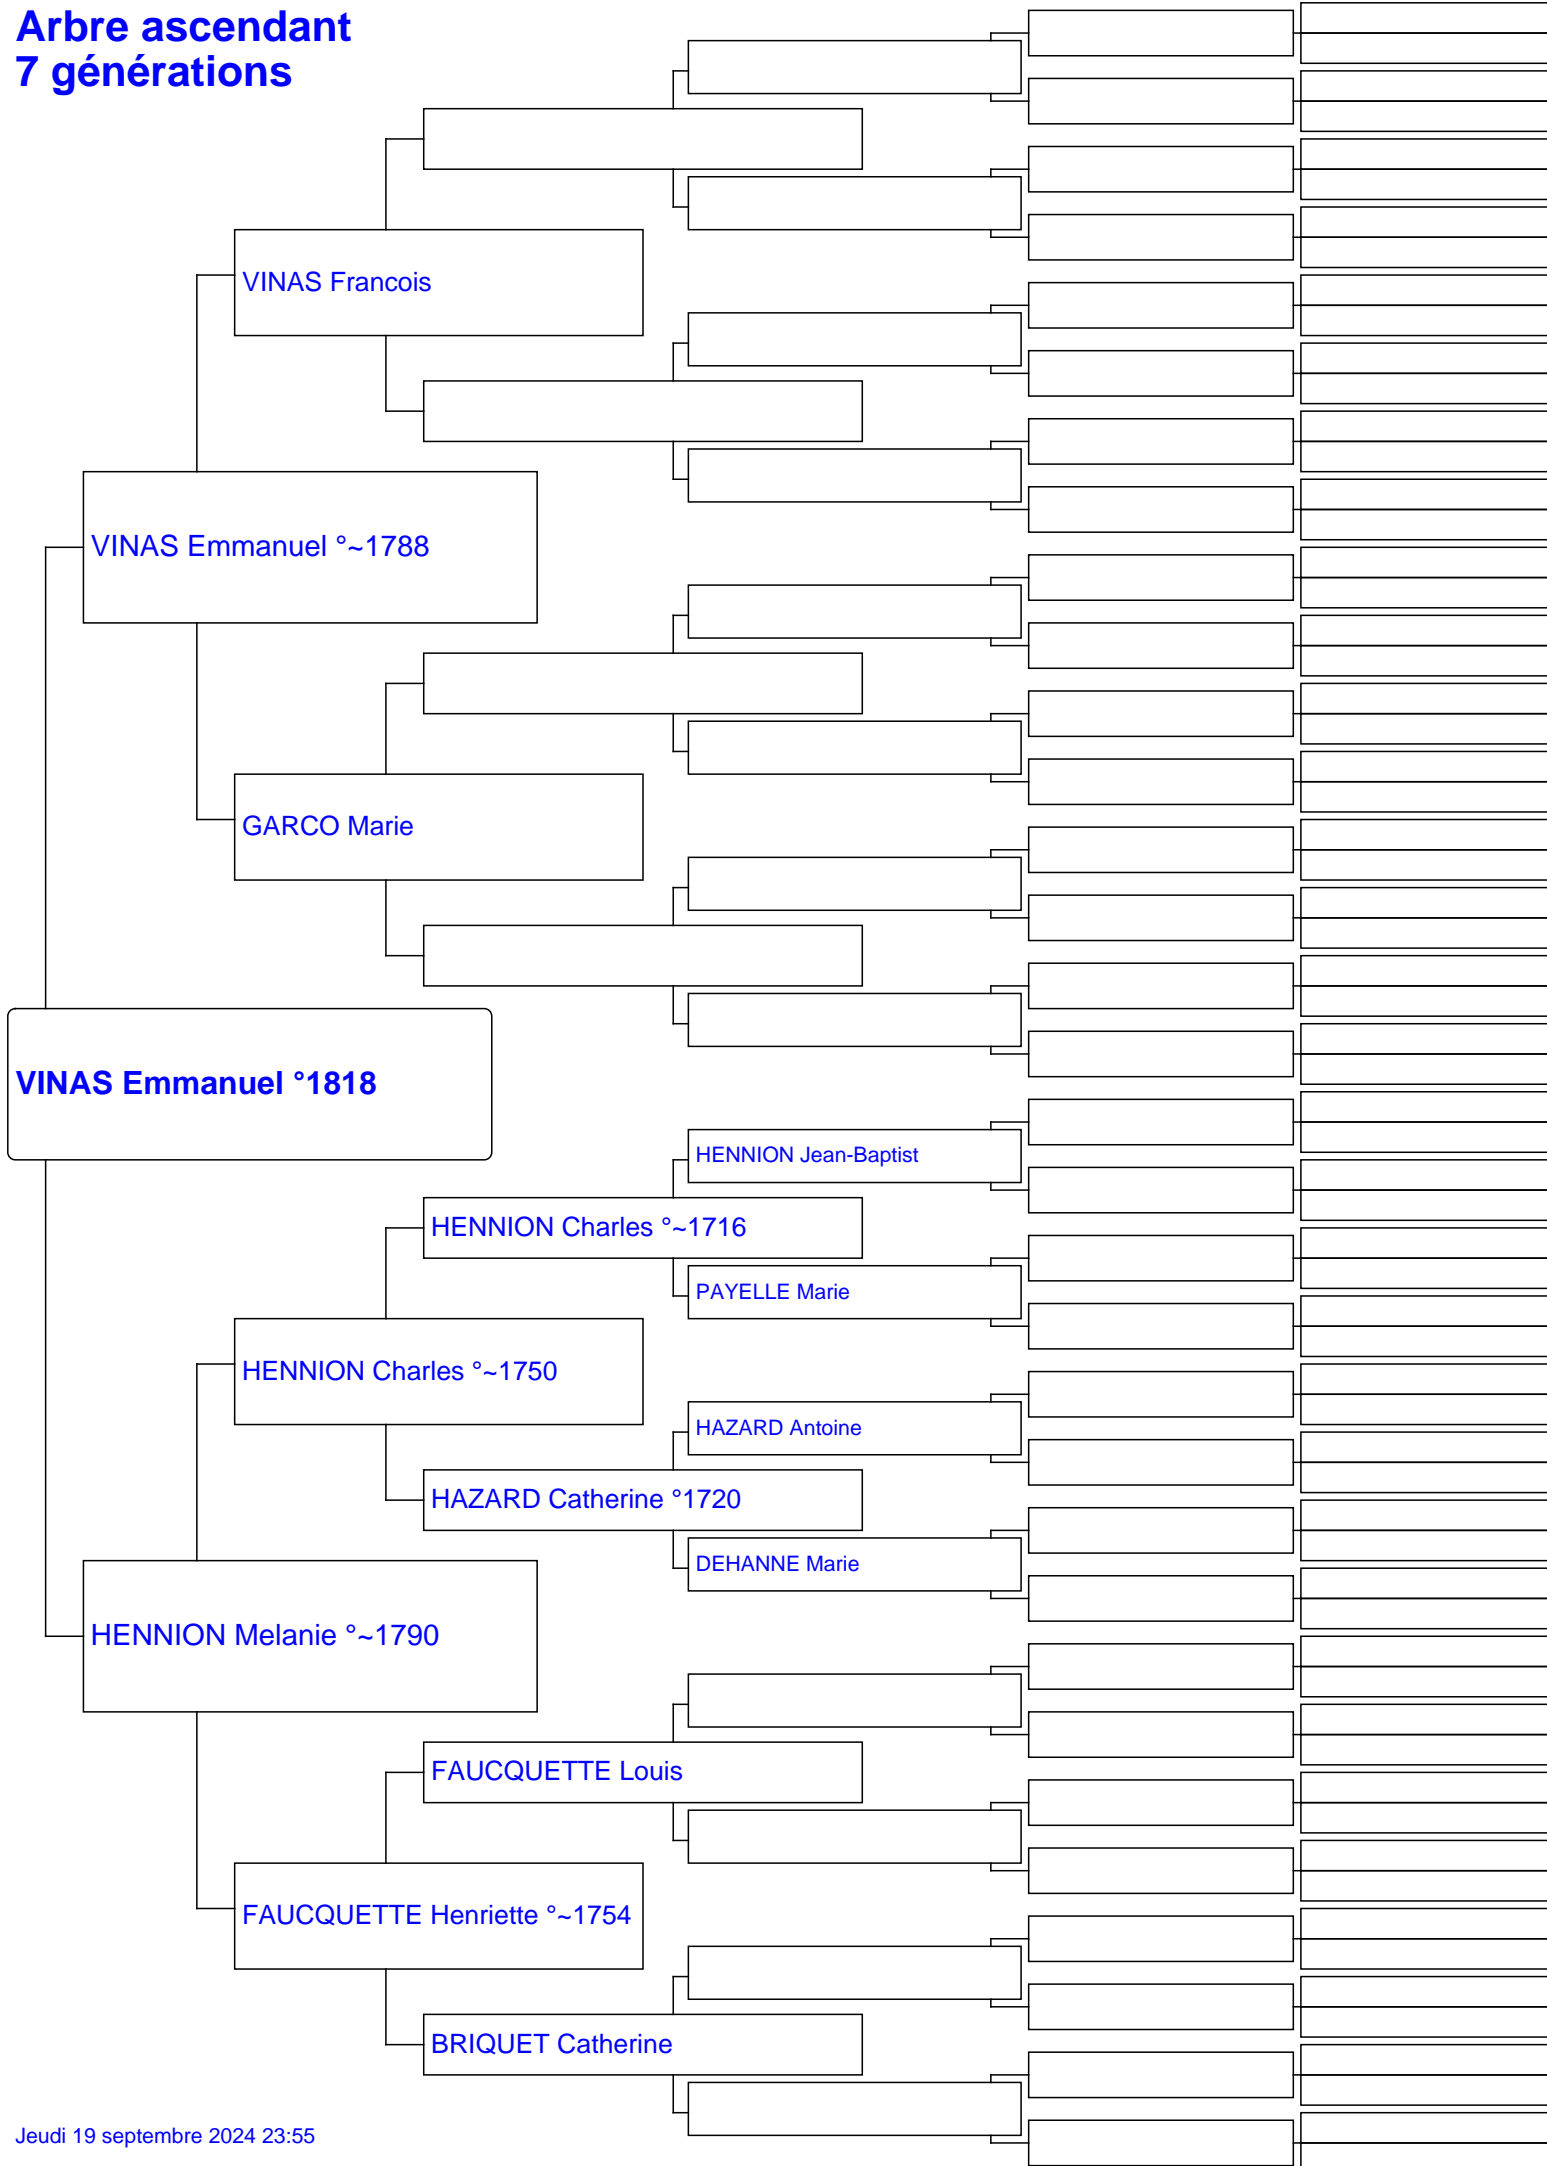 Arbre ascendant
7 générations
VINAS Francois
VINAS Emmanuel °~1788
GARCO Marie
VINAS Emmanuel °1818
HENNION Jean-Baptist
HENNION Charles °~1716
PAYELLE Marie
HENNION Charles °~1750
HAZARD Antoine
HAZARD Catherine °1720
DEHANNE Marie
HENNION Melanie °~1790
FAUCQUETTE Louis
FAUCQUETTE Henriette °~1754
BRIQUET Catherine
Jeudi 19 septembre 2024 23:55